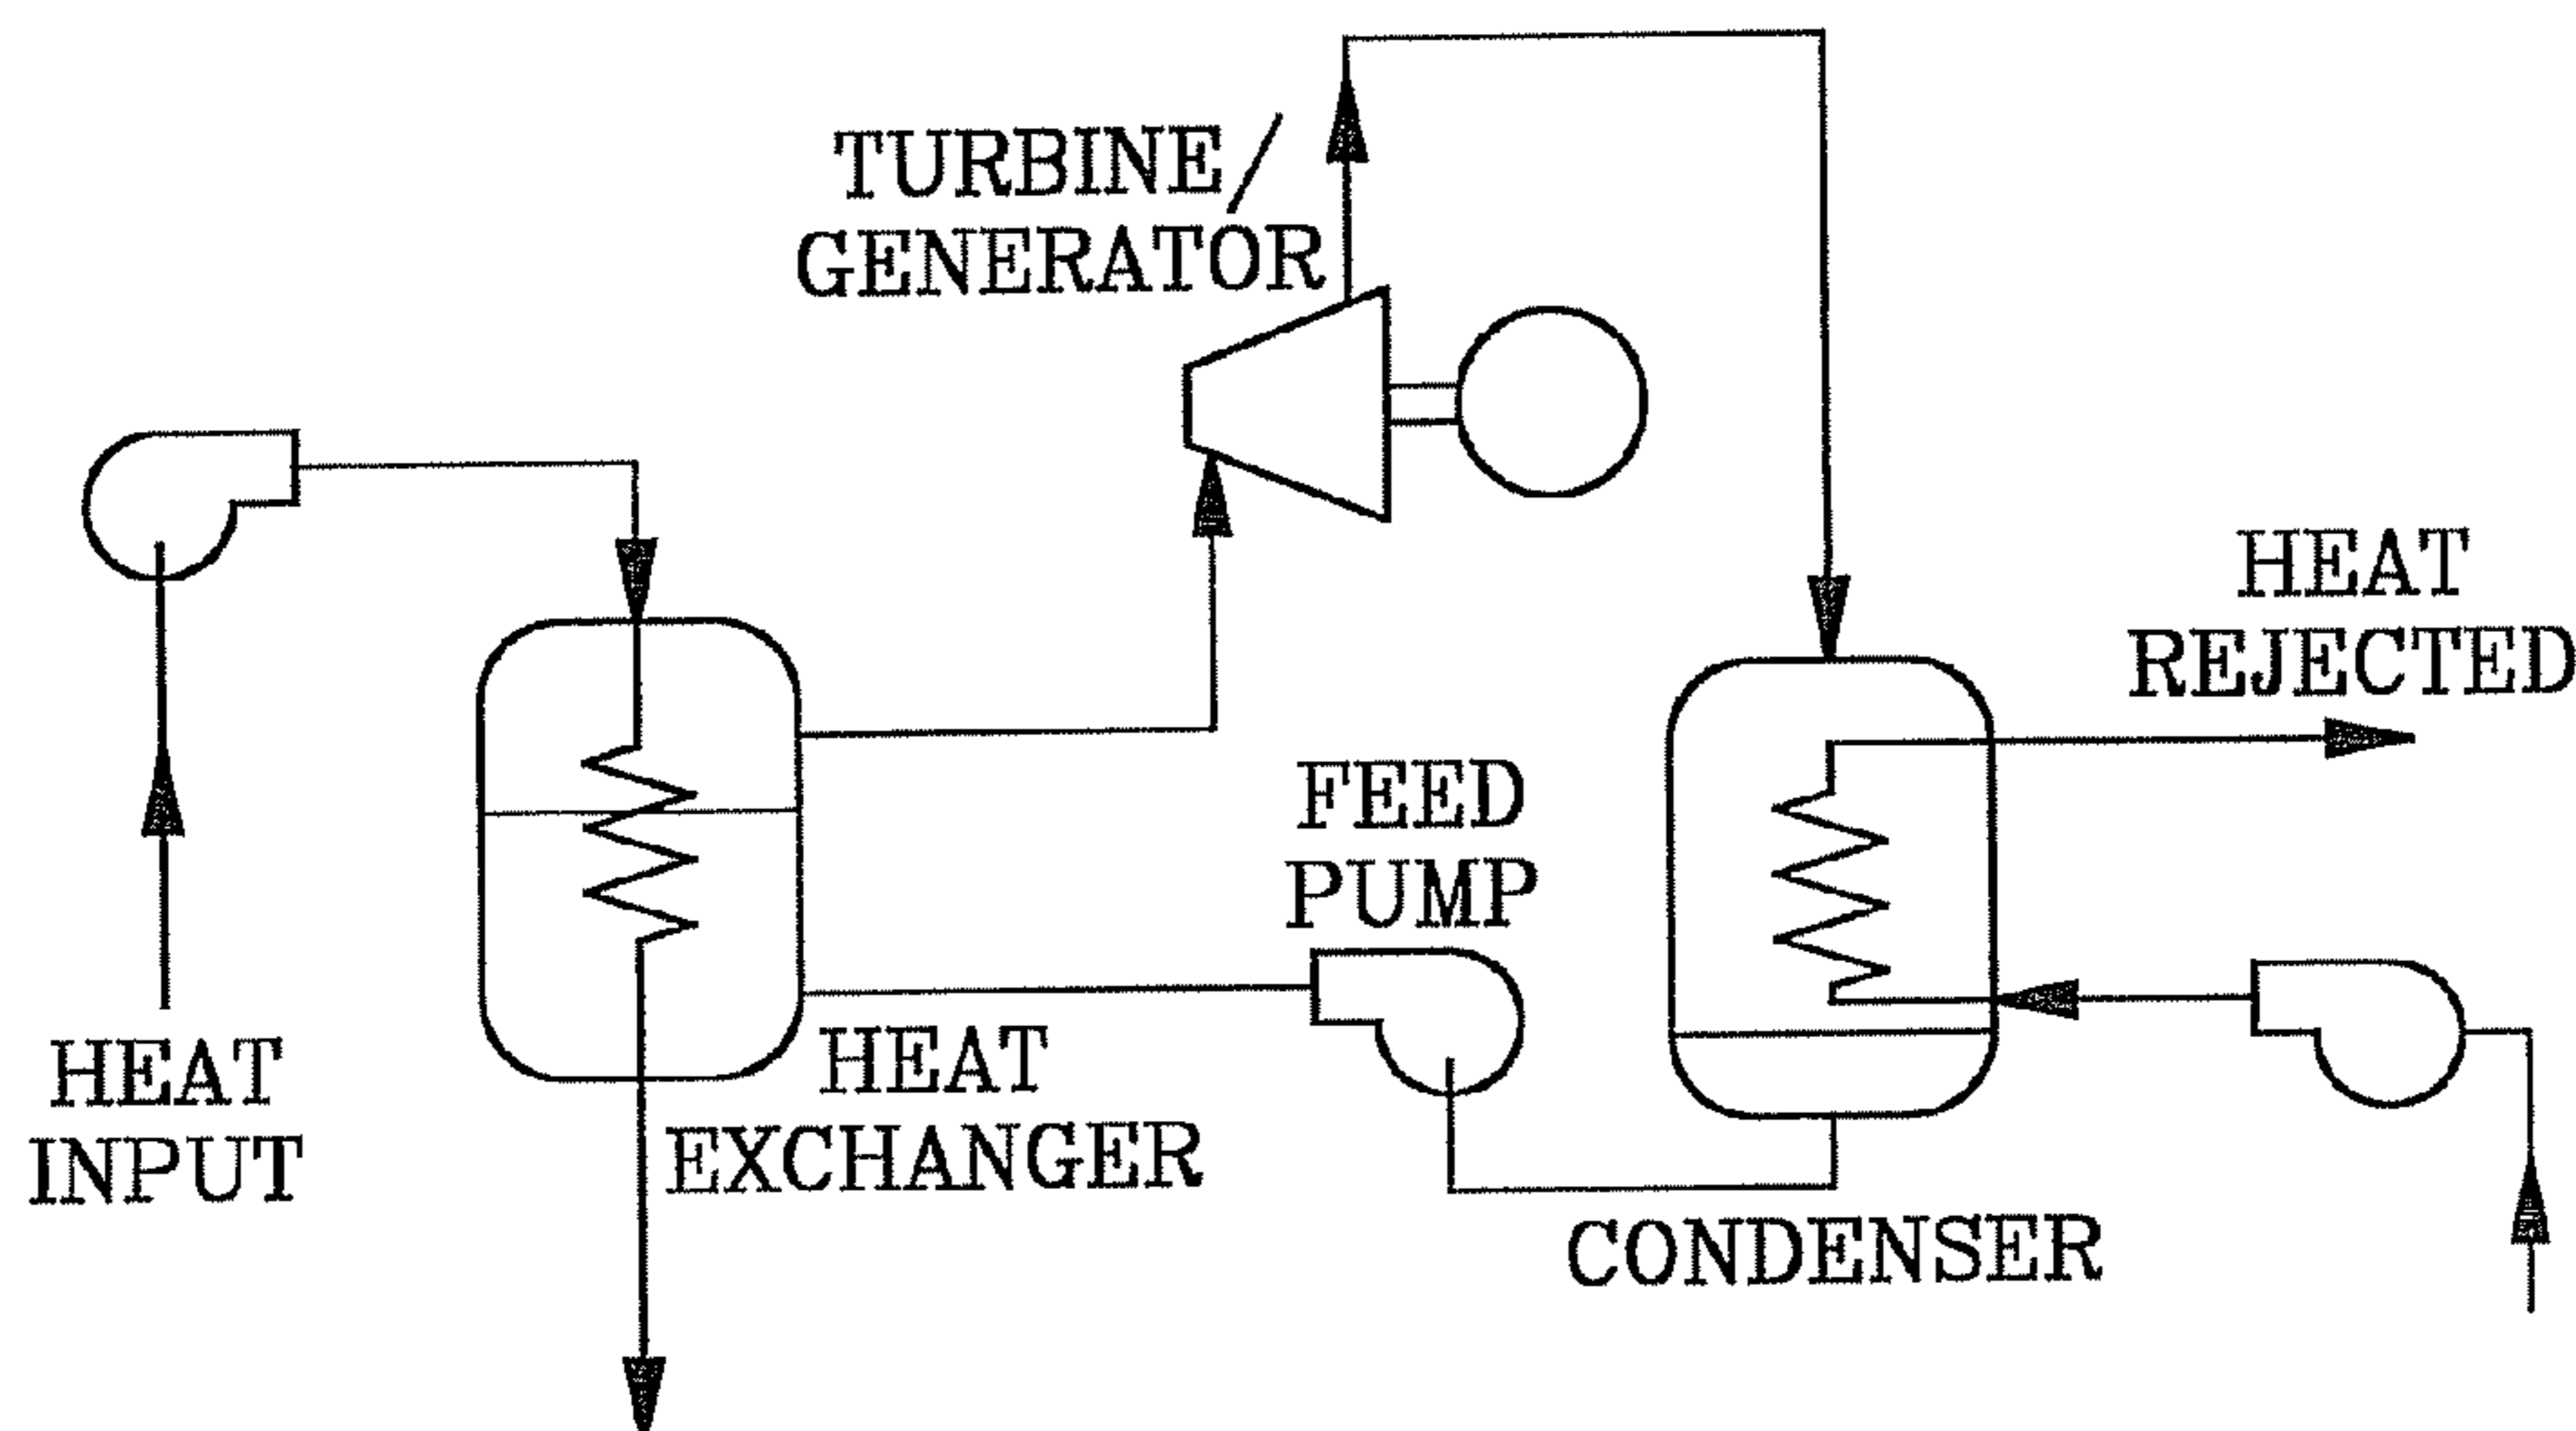 TURBINE/
GENERATOR
HEAT
REJECTED
FEED
PUMP
HEAT
INPUT
HEAT
EXCHANGER
CONDENSER